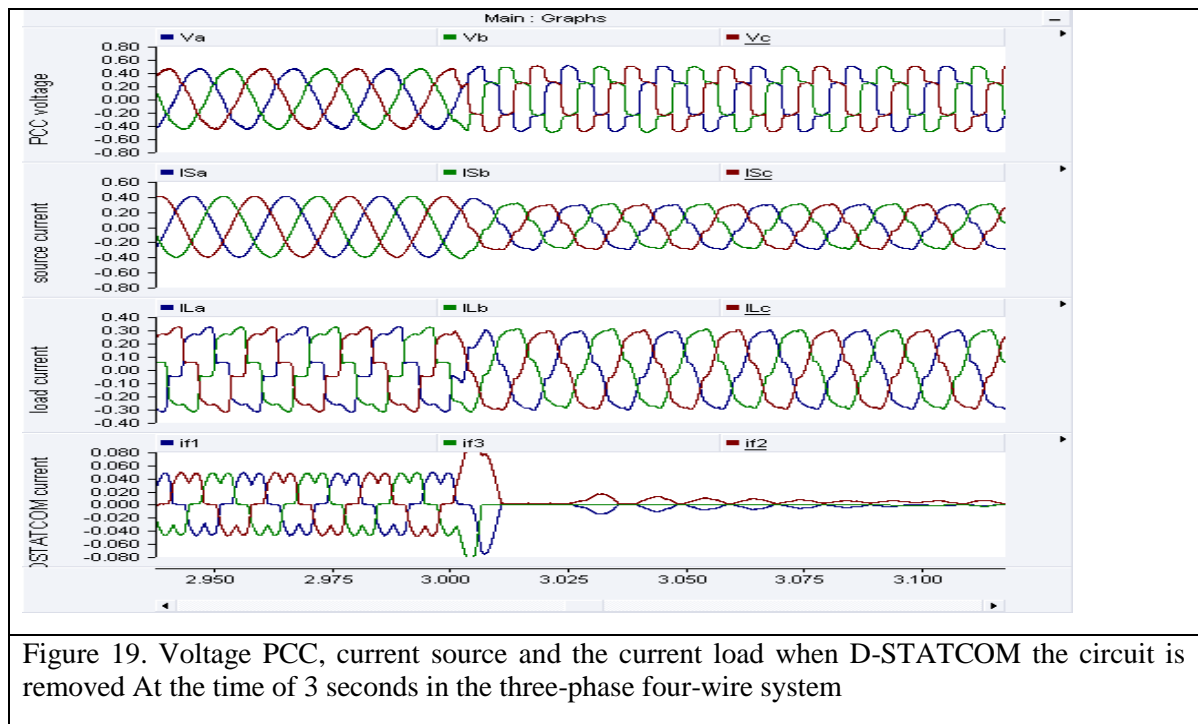 Main : Graphs
Va Vb Vc
PCC voltage
0.80
0.60
0.40
0.20
0.00
-0.20
-0.40
-0.60
-0.80
ISa ISb ISc
source current
0.60
0.40
0.20
0.00
-0.20
-0.40
-0.60
-0.80
ILa ILb ILc
load current
0.40
0.30
0.20
0.10
0.00
-0.10
-0.20
-0.30
-0.40
if1 if3 if2
DSTATCOM current
0.080
0.060
0.040
0.020
0.000
-0.020
-0.040
-0.060
-0.080
2.950 2.975 3.000 3.025 3.050 3.075 3.100
Figure 19. Voltage PCC, current source and the current load when D-STATCOM the circuit is
removed At the time of 3 seconds in the three-phase four-wire system